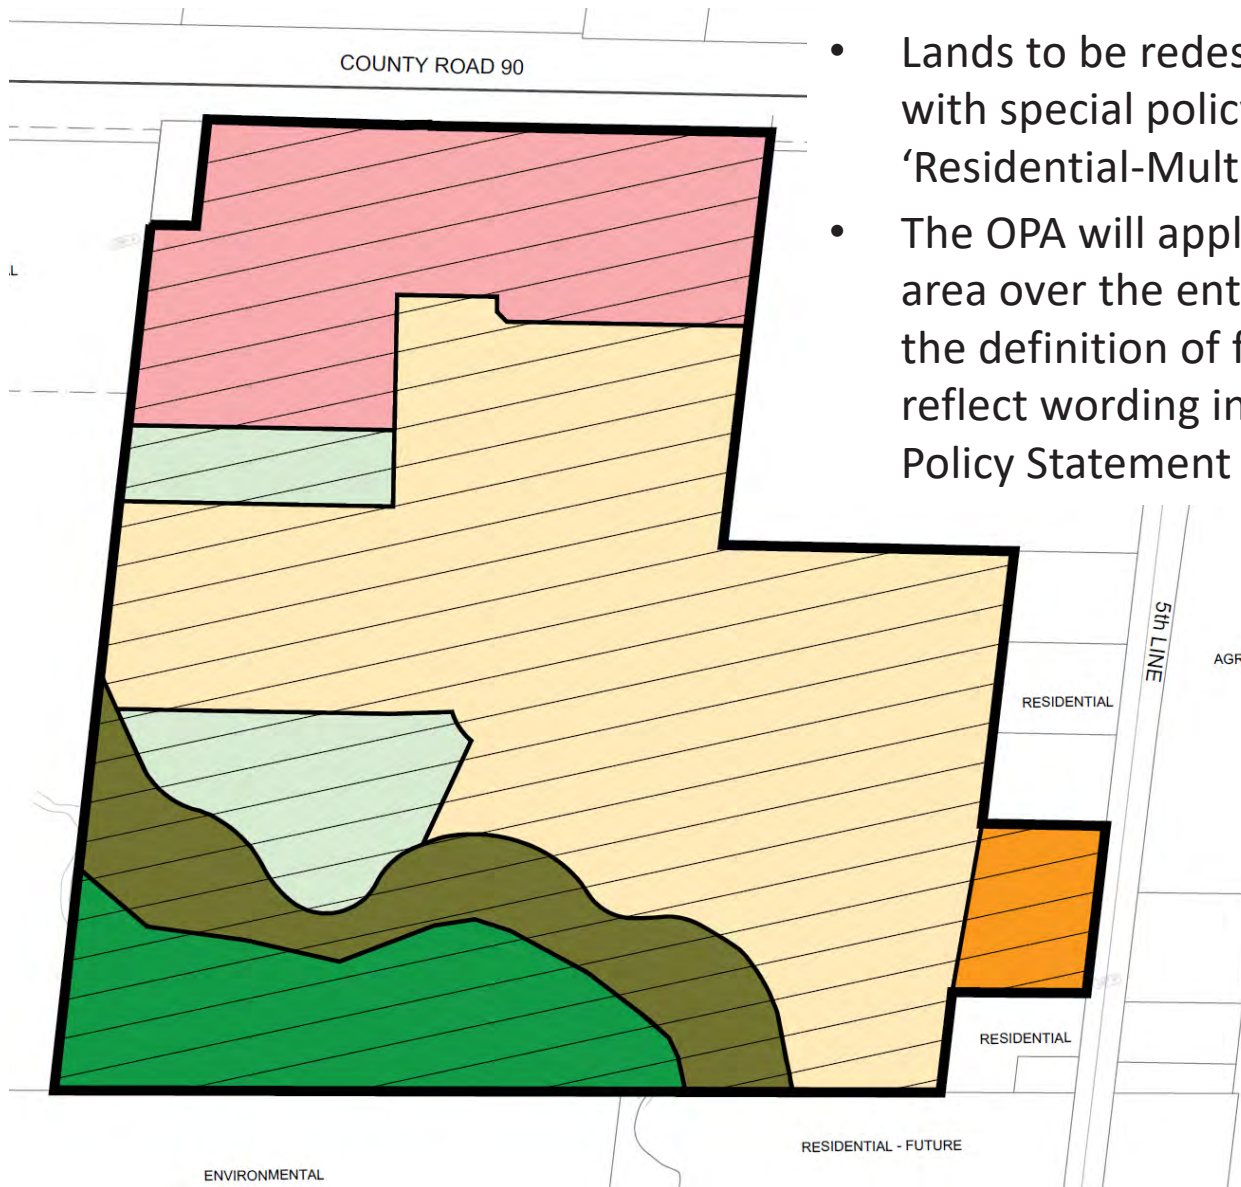 COUNTY ROAD 90
• Lands to be redes
with special polic
‘Residential-Mult
• The OPA will appl
area over the ent
the definition of f
reflect wording in
Policy Statement
5th LINE
AGR
RESIDENTIAL
RESIDENTIAL
RESIDENTIAL - FUTURE
ENVIRONMENTAL